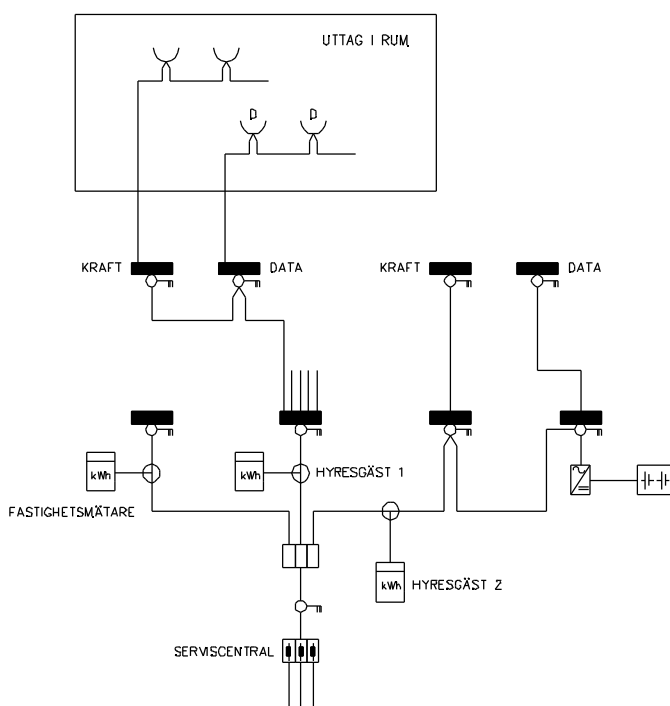 UTTAG I RUM
D D
KRAFT
DATA
KRAFT
DATA
kWh
kWh
HYRESGÄST 1
FASTIGHETSMÄTARE
kWh
HYRESGÄST 2
SERVISCENTRAL